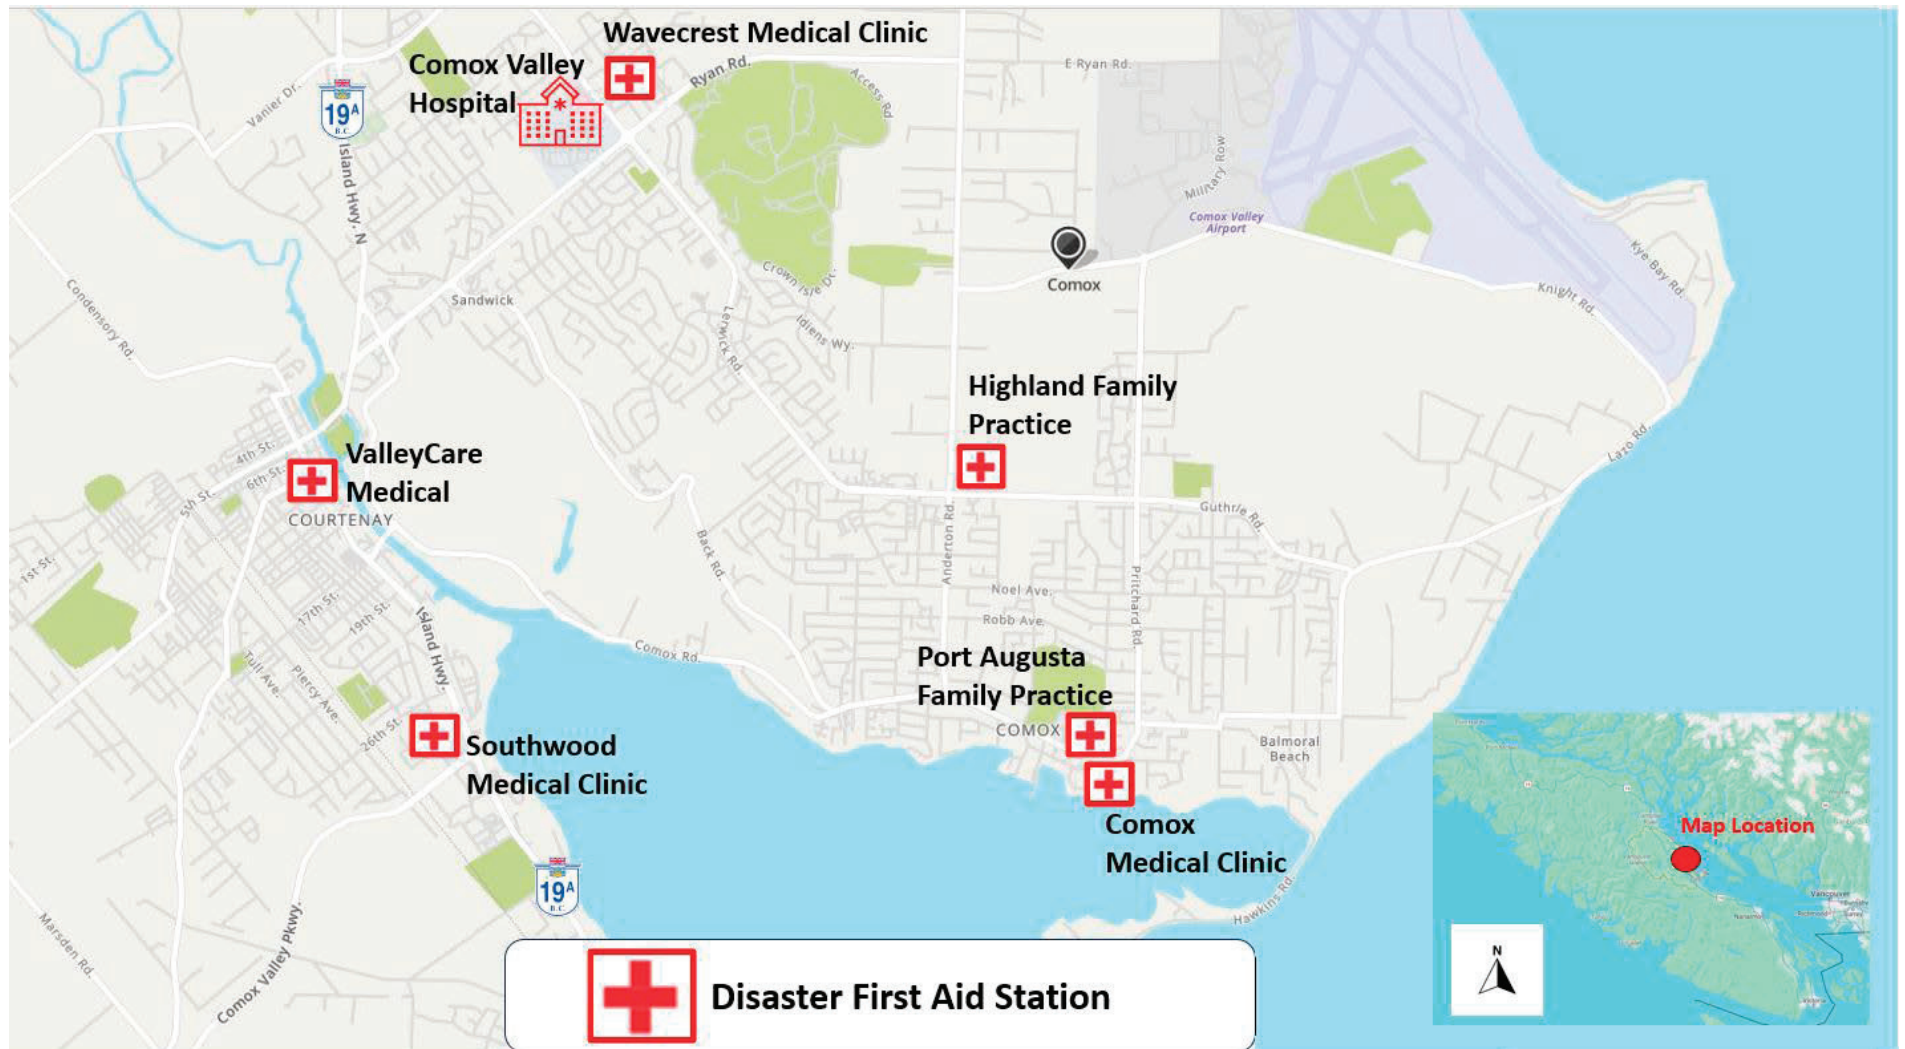 Wavecrest Medical Clinic
Comox Valley
Hospital
Ryan Rd.
Access Rd
E Ryan Rd.
Vanier Dr.
19A
B.C.
Island Hwy. N
Military Row
Comox Valley
Airport
Kye Bay Rd.
Knight Rd.
Comox
Crown Isle Dr.
Sandwick
Condensory Rd.
Lerwick Rd.
Idiens Wy.
Highland Family
Practice
Lazo Rd.
ValleyCare
Medical
4th St.
6th St.
5th St.
COURTENAY
Guthrie Rd.
Anderton Rd.
Back Rd.
1st St.
Noel Ave.
Pritchard Rd.
17th St.
19th St.
Island Hwy.
Robb Ave.
Comox Rd.
Port Augusta
Family Practice
Tull Ave.
Piercy Ave.
26th St.
COMOX
Balmoral
Beach
Southwood
Medical Clinic
Comox
Medical Clinic
Map Location
19A
B.C.
Hawkins Rd.
Vancouver
Nanaimo
Victoria
Marsden Rd.
Comox Valley Pkwy.
N
Disaster First Aid Station